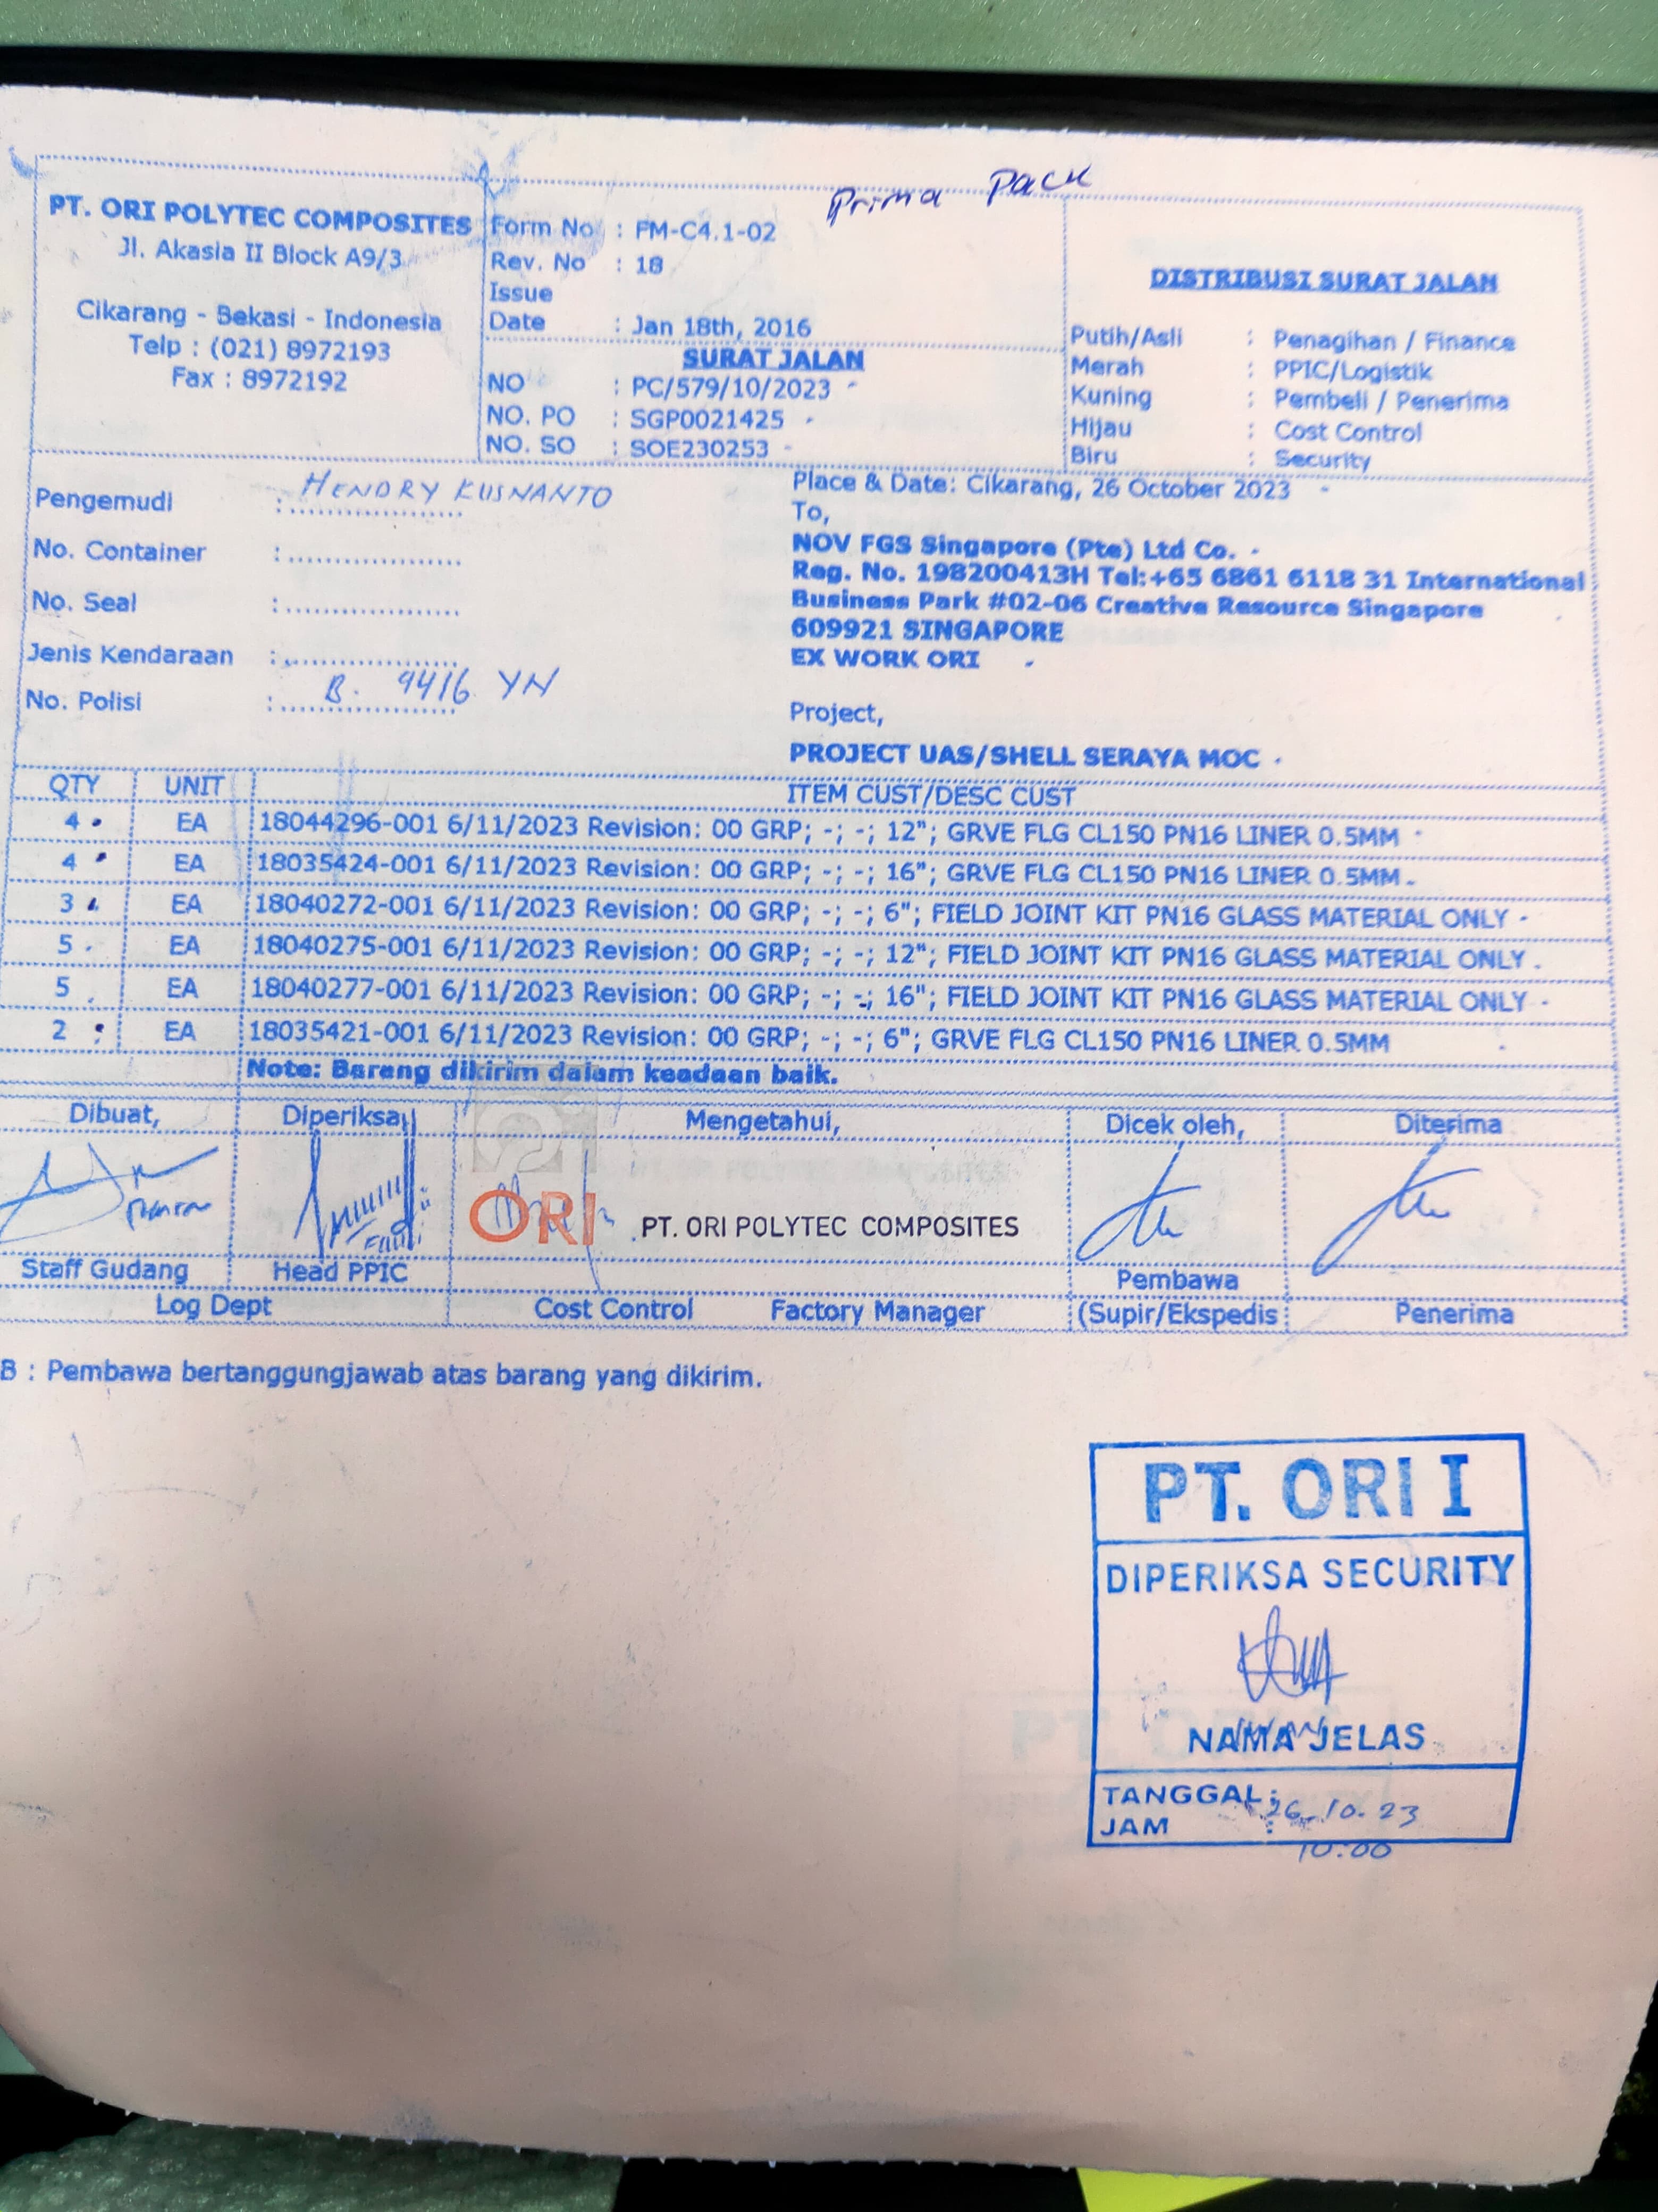 Prima Pack
PT. ORI POLYTEC COMPOSITES
Jl. Akasia II Block A9/3
Cikarang - Bekasi - Indonesia
Telp : (021) 8972193
Fax : 8972192
Form No : FM-C4.1-02
Rev. No : 18
Issue
Date : Jan 18th, 2016
SURAT JALAN
NO : PC/579/10/2023
NO. PO : SGP0021425
NO. SO : SOE230253
DISTRIBUSI SURAT JALAN
Putih/Asli : Penagihan / Finance
Merah : PPIC/Logistik
Kuning : Pembeli / Penerima
Hijau : Cost Control
Biru : Security
Pengemudi : HENDRY KUSNANTO
No. Container :
No. Seal :
Jenis Kendaraan :
No. Polisi : B. 9416 YN
Place & Date: Cikarang, 26 October 2023
To,
NOV FGS Singapore (Pte) Ltd Co.
Reg. No. 198200413H Tel:+65 6861 6118 31 International
Business Park #02-06 Creative Resource Singapore
609921 SINGAPORE
EX WORK ORI
Project,
PROJECT UAS/SHELL SERAYA MOC
QTY UNIT ITEM CUST/DESC CUST
4 EA 18044296-001 6/11/2023 Revision: 00 GRP; -; -; 12"; GRVE FLG CL150 PN16 LINER 0.5MM
4 EA 18035424-001 6/11/2023 Revision: 00 GRP; -; -; 16"; GRVE FLG CL150 PN16 LINER 0.5MM
3 EA 18040272-001 6/11/2023 Revision: 00 GRP; -; -; 6"; FIELD JOINT KIT PN16 GLASS MATERIAL ONLY
5 EA 18040275-001 6/11/2023 Revision: 00 GRP; -; -; 12"; FIELD JOINT KIT PN16 GLASS MATERIAL ONLY
5 EA 18040277-001 6/11/2023 Revision: 00 GRP; -; -; 16"; FIELD JOINT KIT PN16 GLASS MATERIAL ONLY
2 EA 18035421-001 6/11/2023 Revision: 00 GRP; -; -; 6"; GRVE FLG CL150 PN16 LINER 0.5MM
Note: Barang dikirim dalam keadaan baik.
Dibuat, Diperiksa Mengetahui, Dicek oleh, Diterima
ORI PT. ORI POLYTEC COMPOSITES
Staff Gudang Head PPIC Pembawa
Log Dept Cost Control Factory Manager (Supir/Ekspedis Penerima
B : Pembawa bertanggungjawab atas barang yang dikirim.
PT. ORI I
DIPERIKSA SECURITY
NAMA JELAS
TANGGAL : 26-10-23
JAM : 10:00